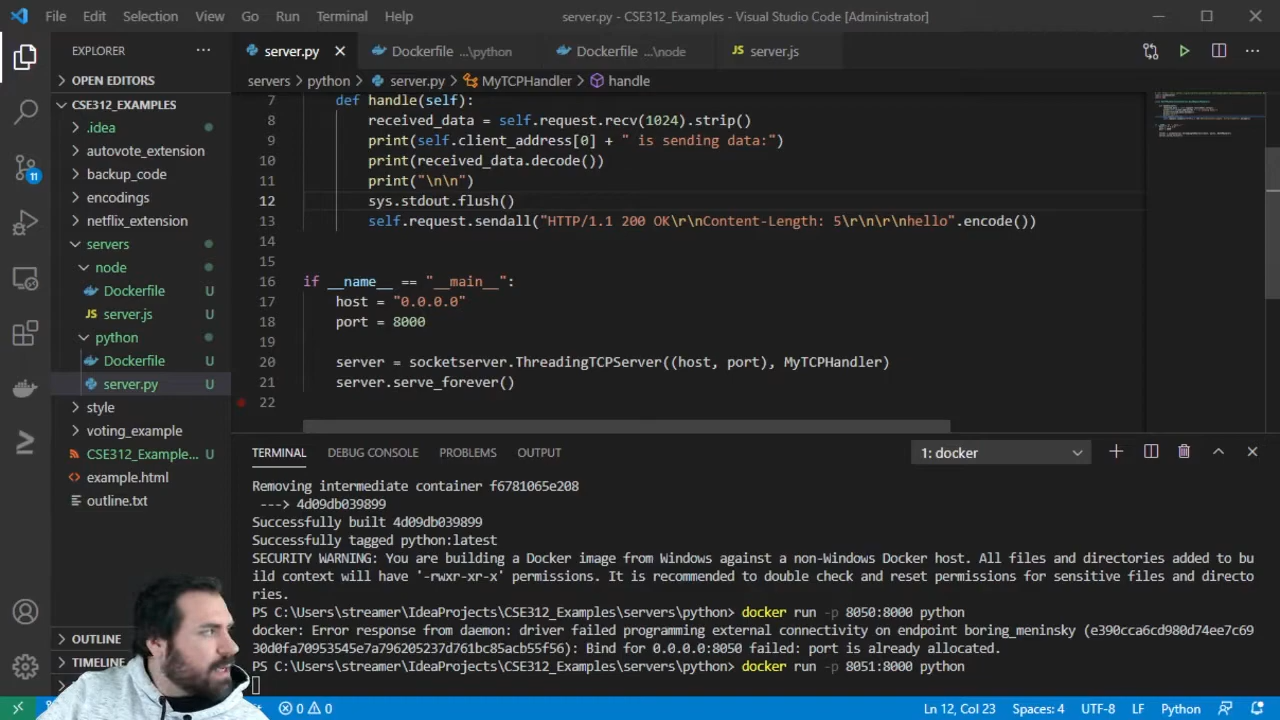 File Edit Selection View Go Run Terminal Help server.py - CSE312_Examples - Visual Studio Code [Administrator]
EXPLORER
OPEN EDITORS
CSE312_EXAMPLES
.idea
autovote_extension
backup_code
encodings
netflix_extension
servers
node
Dockerfile U
server.js U
python
Dockerfile U
server.py U
style
voting_example
CSE312_Example... U
example.html
outline.txt
OUTLINE
TIMELINE
11
server.py Dockerfile ...\python Dockerfile ...\node server.js
servers > python > server.py > MyTCPHandler > handle
7 def handle(self):
8 received_data = self.request.recv(1024).strip()
9 print(self.client_address[0] + " is sending data:")
10 print(received_data.decode())
11 print("\n\n")
12 sys.stdout.flush()
13 self.request.sendall("HTTP/1.1 200 OK\r\nContent-Length: 5\r\n\r\nhello".encode())
14
15
16 if __name__ == "__main__":
17 host = "0.0.0.0"
18 port = 8000
19
20 server = socketserver.ThreadingTCPServer((host, port), MyTCPHandler)
21 server.serve_forever()
22
TERMINAL DEBUG CONSOLE PROBLEMS OUTPUT 1: docker
Removing intermediate container f6781065e208
---> 4d09db039899
Successfully built 4d09db039899
Successfully tagged python:latest
SECURITY WARNING: You are building a Docker image from Windows against a non-Windows Docker host. All files and directories added to bu
ild context will have '-rwxr-xr-x' permissions. It is recommended to double check and reset permissions for sensitive files and directo
ries.
PS C:\Users\streamer\IdeaProjects\CSE312_Examples\servers\python> docker run -p 8050:8000 python
docker: Error response from daemon: driver failed programming external connectivity on endpoint boring_meninsky (e390cca6cd980d74ee7c69
30d0fa70953545e7a796205237d761bc85acb55f56): Bind for 0.0.0.0:8050 failed: port is already allocated.
PS C:\Users\streamer\IdeaProjects\CSE312_Examples\servers\python> docker run -p 8051:8000 python
0 0 Ln 12, Col 23 Spaces: 4 UTF-8 LF Python